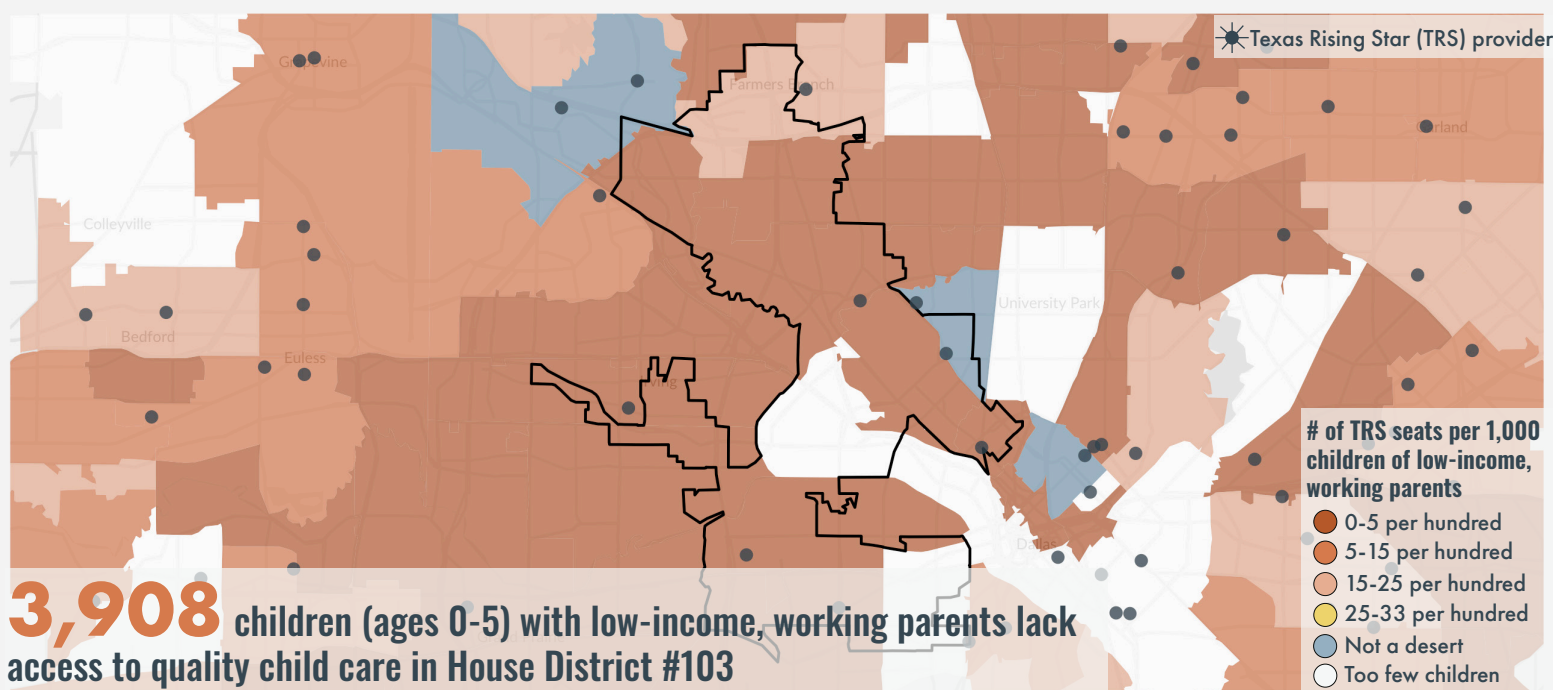 Texas Rising Star (TRS) provider
Grapevine
Farmers Branch
Garland
Colleyville
University Park
Bedford
Euless
Irving
Dallas
# of TRS seats per 1,000
children of low-income,
working parents
0-5 per hundred
5-15 per hundred
15-25 per hundred
25-33 per hundred
Not a desert
Too few children
3,908 children (ages 0-5) with low-income, working parents lack
access to quality child care in House District #103